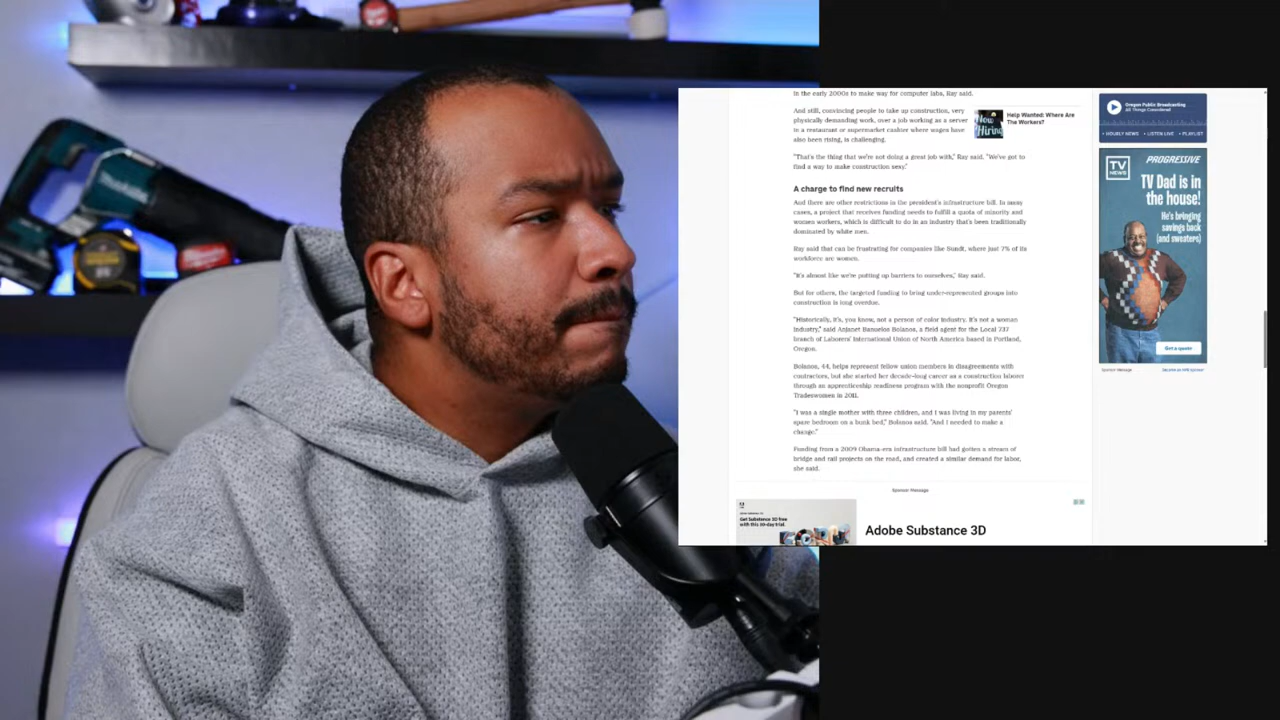 in the early 2000s to make way for computer labs, Ray said.
And still, convincing people to take up construction, very
physically demanding work, over a job working as a server
in a restaurant or supermarket cashier where wages have
also been rising, is challenging.
Now
Hiring
Help Wanted: Where Are
The Workers?
"That's the thing that we're not doing a great job with," Ray said. "We've got to
find a way to make construction sexy."
A charge to find new recruits
And there are other restrictions in the president's infrastructure bill. In many
cases, a project that receives funding needs to fulfill a quota of minority and
women workers, which is difficult to do in an industry that's been traditionally
dominated by white men.
Ray said that can be frustrating for companies like Sundt, where just 7% of its
workforce are women.
"It's almost like we're putting up barriers to ourselves," Ray said.
But for others, the targeted funding to bring under-represented groups into
construction is long overdue.
"Historically, it's, you know, not a person of color industry. It's not a woman
industry," said Anjanet Banuelos Bolanos, a field agent for the Local 737
branch of Laborers' International Union of North America based in Portland,
Oregon.
Bolanos, 44, helps represent fellow union members in disagreements with
contractors, but she started her decade-long career as a construction laborer
through an apprenticeship readiness program with the nonprofit Oregon
Tradeswomen in 2011.
"I was a single mother with three children, and I was living in my parents'
spare bedroom on a bunk bed," Bolanos said. "And I needed to make a
change."
Funding from a 2009 Obama-era infrastructure bill had gotten a stream of
bridge and rail projects on the road, and created a similar demand for labor,
she said.
Sponsor Message
Get Substance 3D free
with this 30-day trial.
Adobe Substance 3D
Oregon Public Broadcasting
All Things Considered
• HOURLY NEWS • LISTEN LIVE • PLAYLIST
TV
NEWS
PROGRESSIVE
TV Dad is in
the house!
He's bringing
savings back
(and sweaters)
Get a quote
Sponsor Message
Become an NPR sponsor